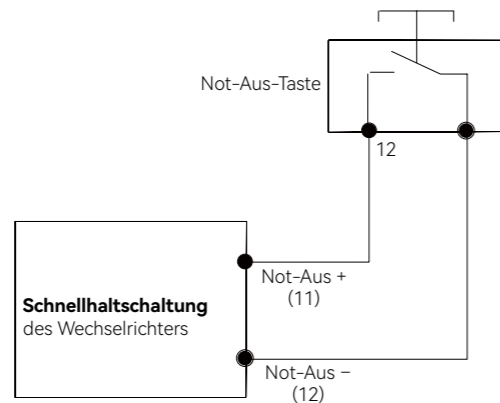 Not-Aus-Taste
12
Not-Aus +
(11)
Schnellhaltschaltung
des Wechselrichters
Not-Aus –
(12)